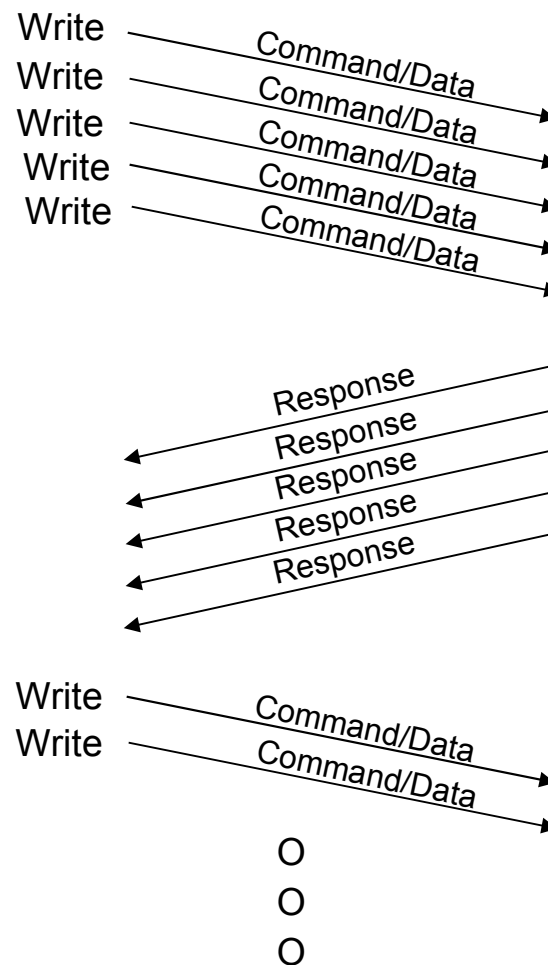 Write
Command/Data
Write
Command/Data
Write
Command/Data
Write
Command/Data
Write
Command/Data
Response
Response
Response
Response
Response
Write
Command/Data
Write
Command/Data
O
O
O